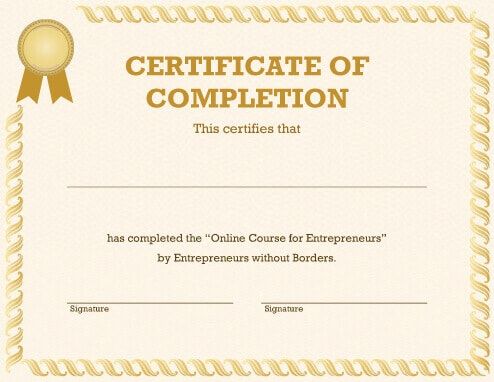 CERTIFICATE OF
COMPLETION
This certifies that
has completed the “Online Course for Entrepreneurs”
by Entrepreneurs without Borders.
Signature
Signature